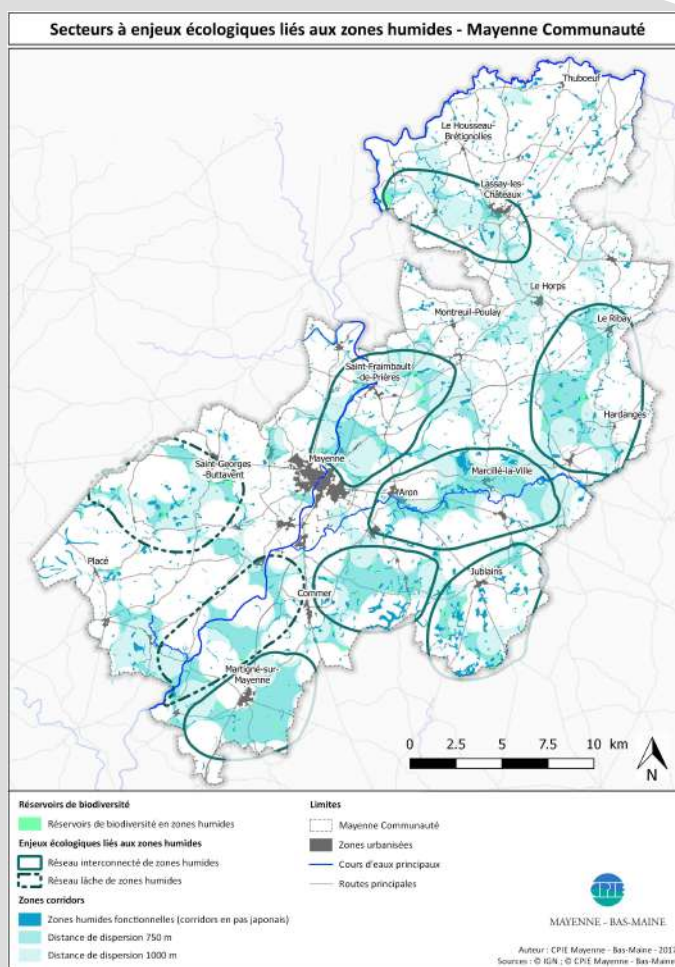 Secteurs à enjeux écologiques liés aux zones humides - Mayenne Communauté
Thuboeuf
Le Housseau-
Brétignolles
Lassay-les-
Châteaux
Le Horps
Montreuil-Poulay
Le Ribay
Saint-Fraimbault
de-Prières
Hardanges
Mayenne
Saint-Georges-
Buttavent
Marcillé-la-Ville
Aron
Placé
Jublains
Commer
Martigné-sur-
Mayenne
0 2.5 5 7.5 10 km
N
Réservoirs de biodiversité
Réservoirs de biodiversité en zones humides
Enjeux écologiques liés aux zones humides
Réseau interconnecté de zones humides
Réseau lâche de zones humides
Zones corridors
Zones humides fonctionnelles (corridors en pas japonais)
Distance de dispersion 750 m
Distance de dispersion 1000 m
Limites
Mayenne Communauté
Zones urbanisées
Cours d'eaux principaux
Routes principales
CPIE
MAYENNE - BAS-MAINE
Auteur : CPIE Mayenne - Bas-Maine - 2017
Sources : © IGN ; © CPIE Mayenne - Bas-Maine